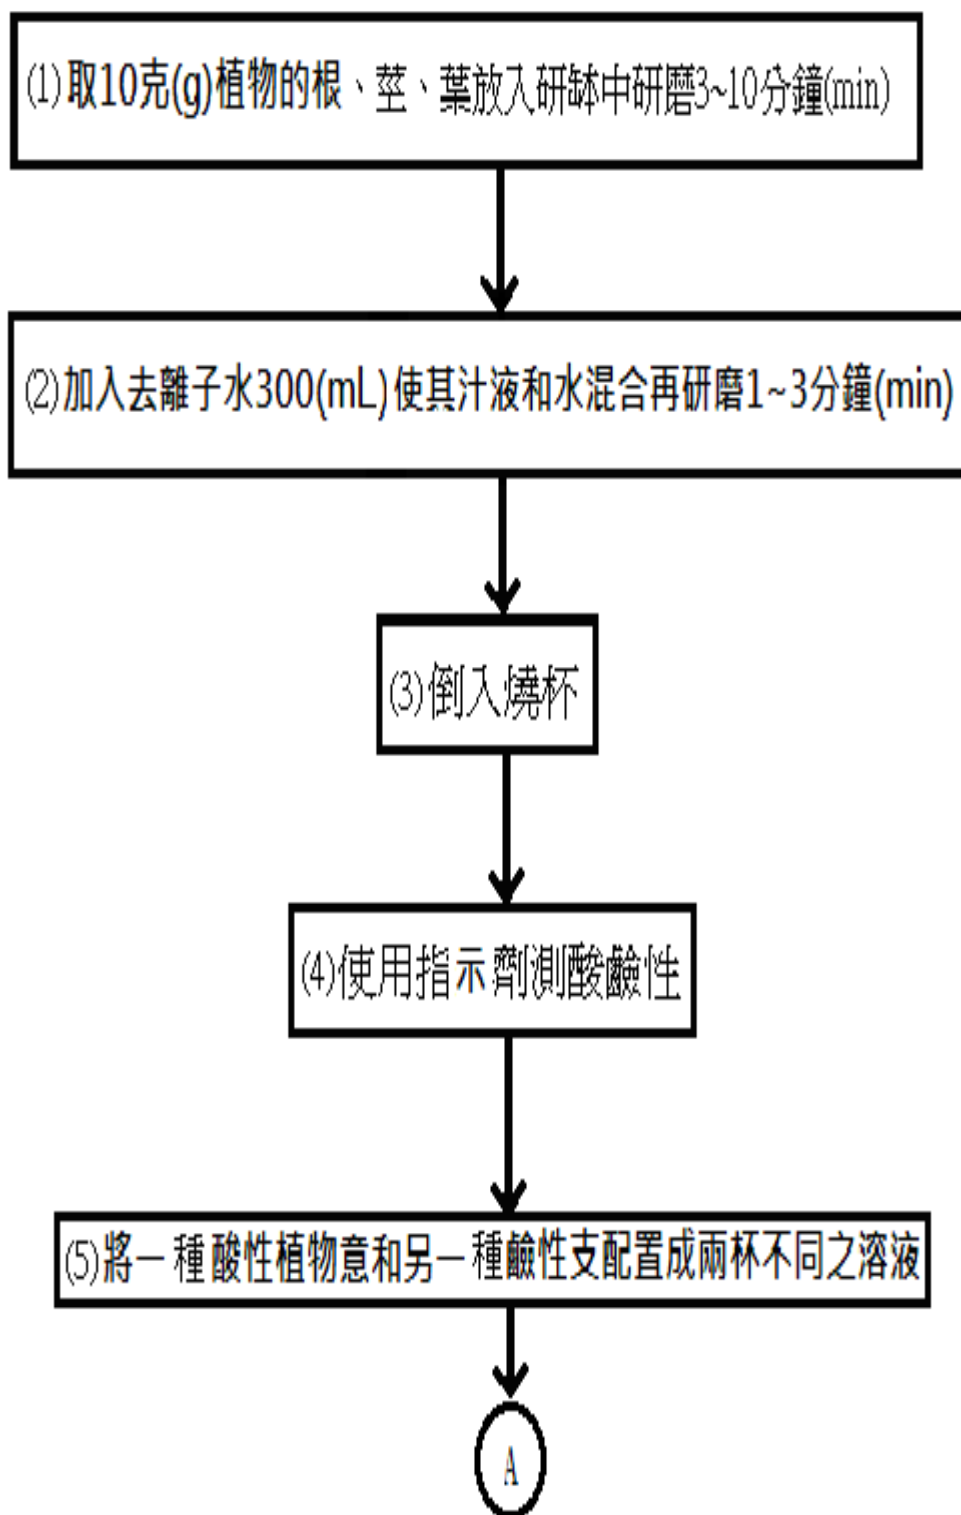 (1)取10克(g)植物的根、莖、葉放入研缽中研磨3~10分鐘(min)
(2)加入去離子水300(mL)使其汁液和水混合再研磨1~3分鐘(min)
(3)倒入燒杯
(4)使用指示劑測酸鹼性
(5)將一種酸性植物意和另一種鹼性支配置成兩杯不同之溶液
A